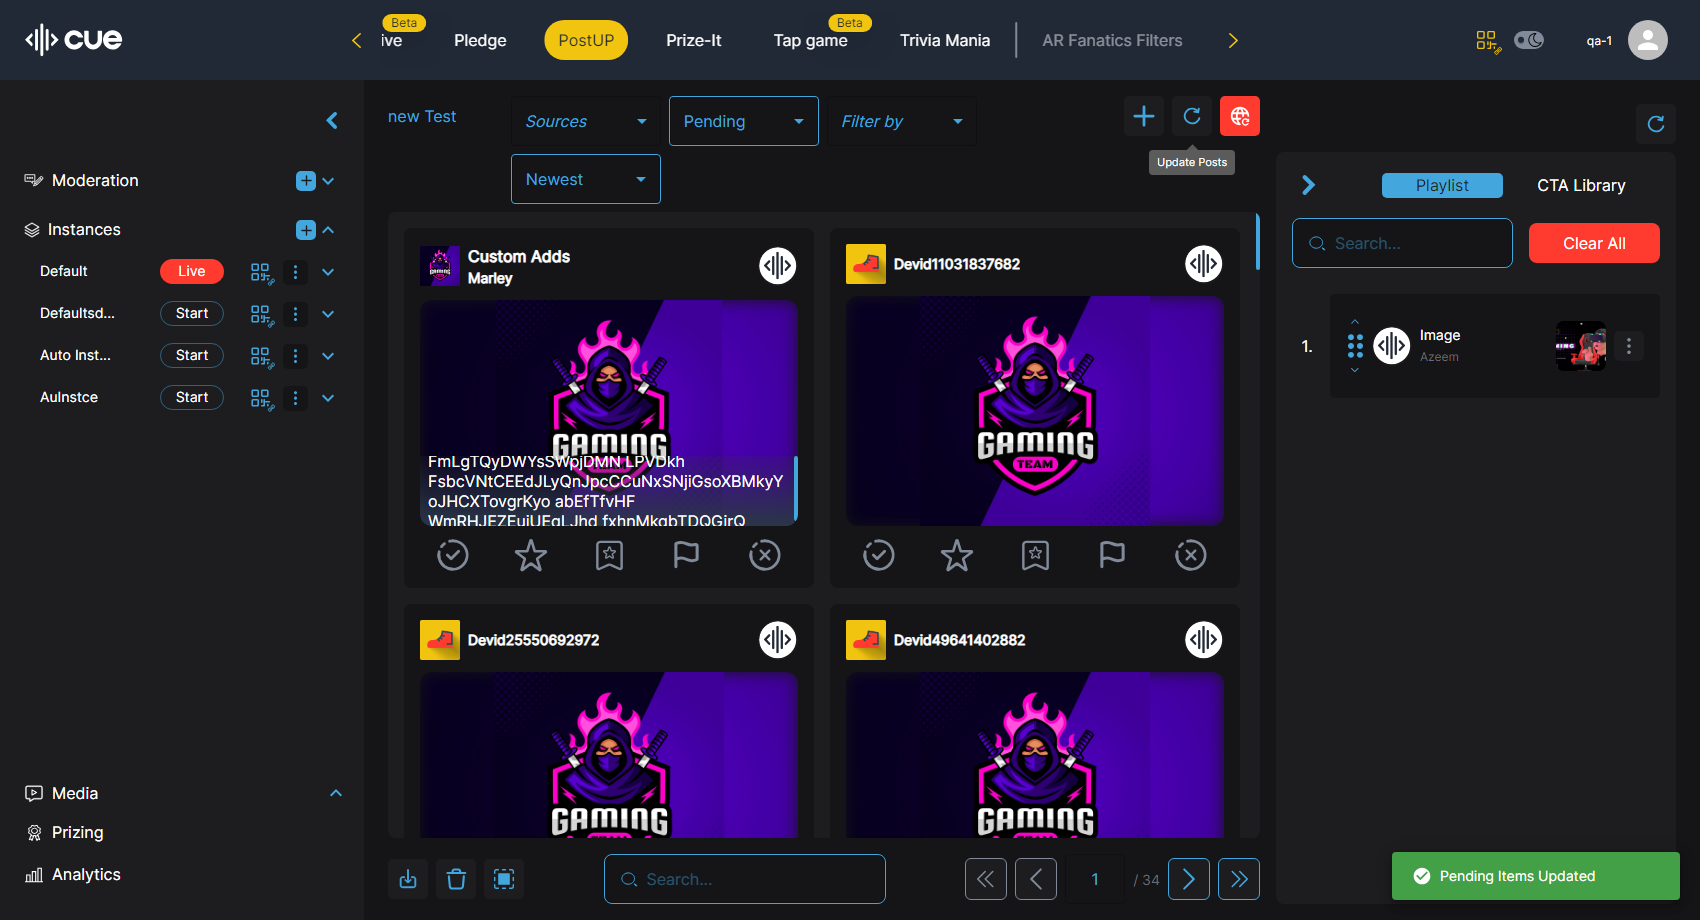 cue
Beta
ive
Pledge
PostUP
Prize-It
Beta
Tap game
Trivia Mania
AR Fanatics Filters
qa-1
new Test
Sources
Pending
Filter by
Update Posts
Newest
Moderation
Instances
Default
Live
Defaultsd...
Start
Auto Inst...
Start
AuInstce
Start
Media
Prizing
Analytics
Custom Adds
Marley
GAMING
FmLgTQyDWYsSWpjDMN LPVDkh
FsbcVNtCEEdJLyQnJpcCCuNxSNjiGsoXBMkyY
oJHCXTovgrKyo abEfTfvHF
Devid11031837682
GAMING
TEAM
Devid25550692972
GAMING
Devid49641402882
GAMING
Search...
1
/ 34
Playlist
CTA Library
Search...
Clear All
1.
Image
Azeem
Pending Items Updated